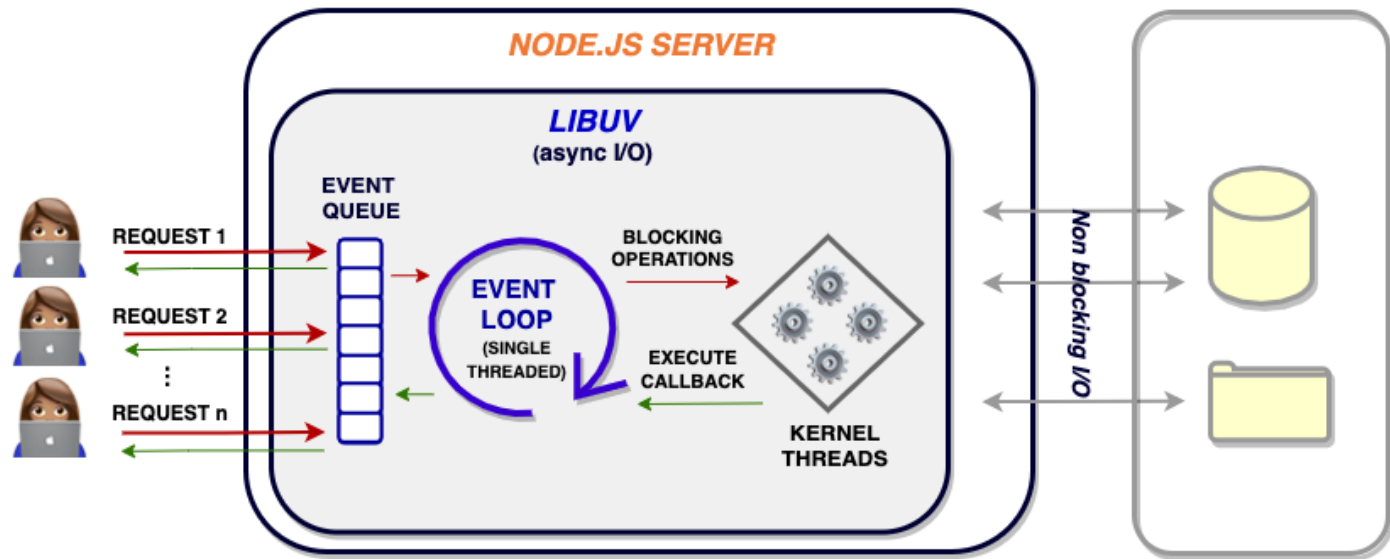 NODE.JS SERVER
LIBUV
(async I/O)
EVENT
QUEUE
REQUEST 1
REQUEST 2
⋮
REQUEST n
EVENT
LOOP
(SINGLE
THREADED)
BLOCKING
OPERATIONS
EXECUTE
CALLBACK
KERNEL
THREADS
Non blocking I/O